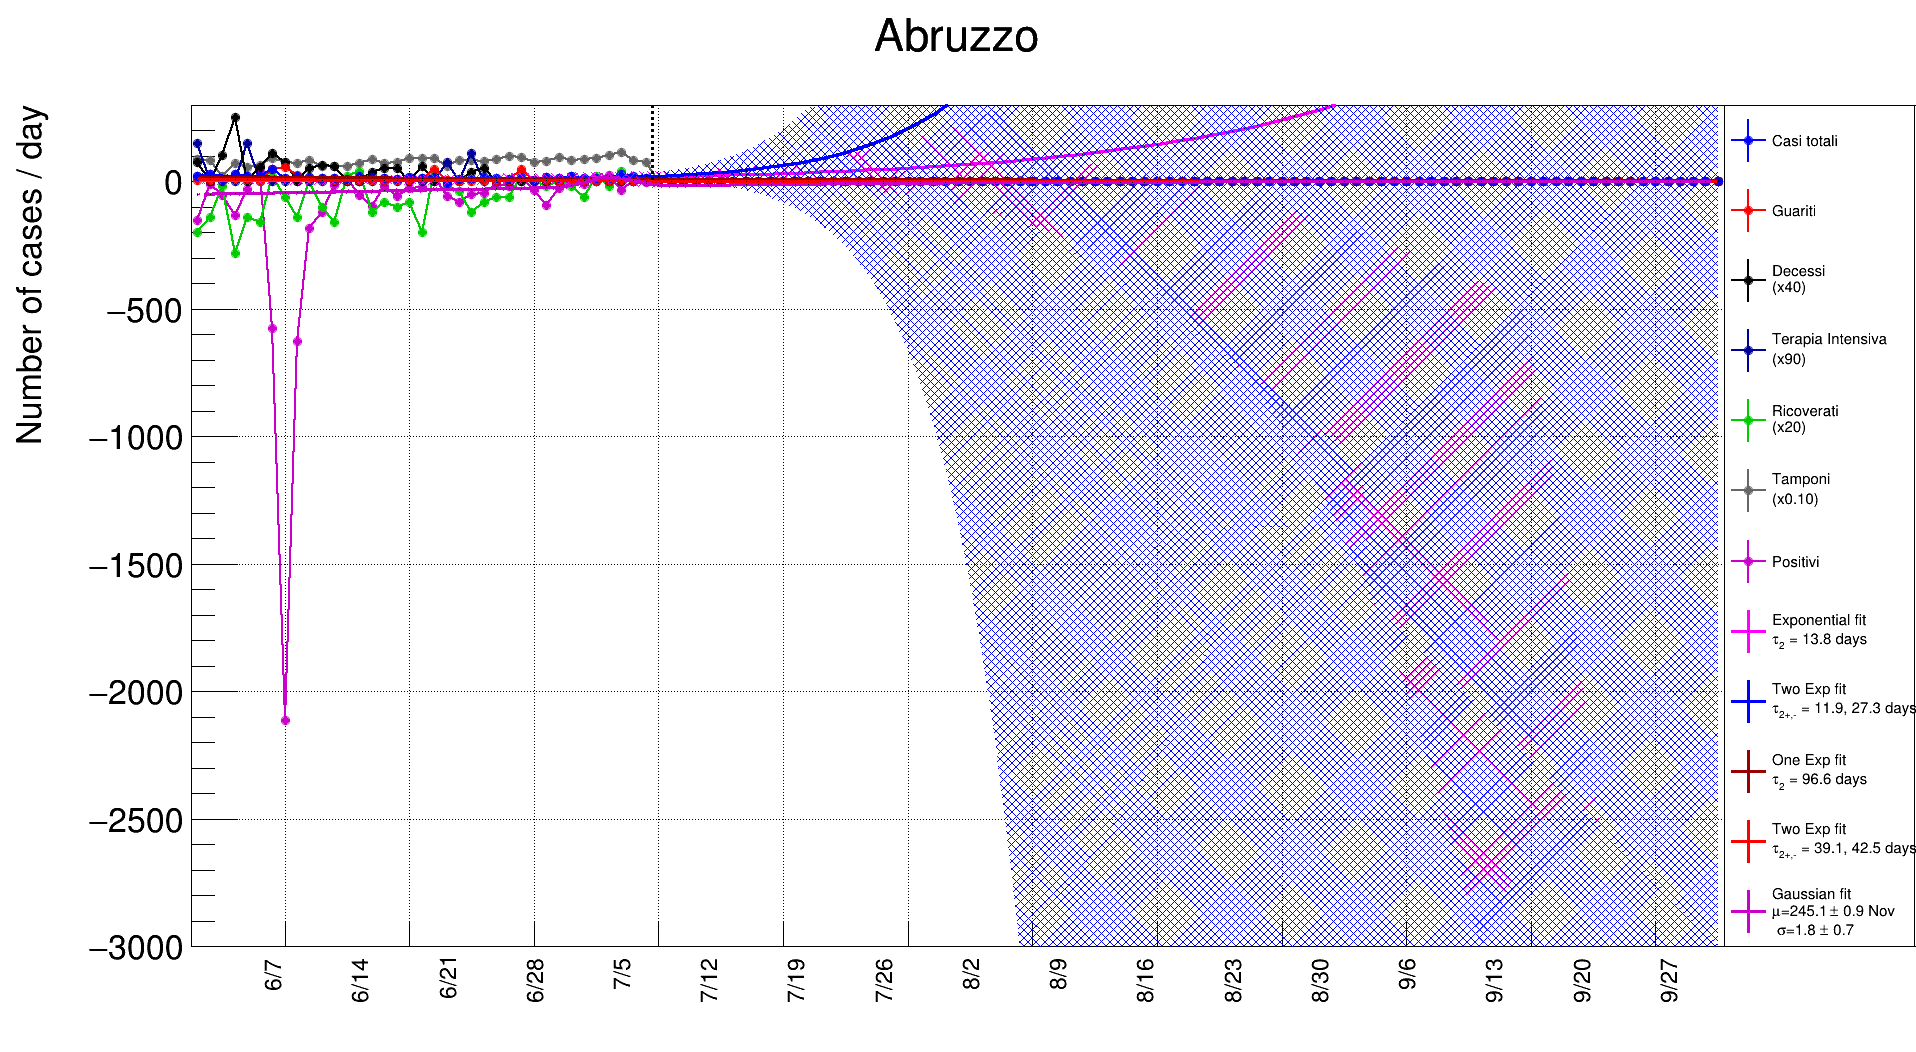 Abruzzo
Number of cases / day
0
−500
−1000
−1500
−2000
−2500
−3000
6/7
6/14
6/21
6/28
7/5
7/12
7/19
7/26
8/2
8/9
8/16
8/23
8/30
9/6
9/13
9/20
9/27
Casi totali
Guariti
Decessi
(x40)
Terapia Intensiva
(x90)
Ricoverati
(x20)
Tamponi
(x0.10)
Positivi
Exponential fit
τ2 = 13.8 days
Two Exp fit
τ2+,- = 11.9, 27.3 days
One Exp fit
τ2 = 96.6 days
Two Exp fit
τ2+,- = 39.1, 42.5 days
Gaussian fit
μ=245.1 ± 0.9 Nov
σ=1.8 ± 0.7